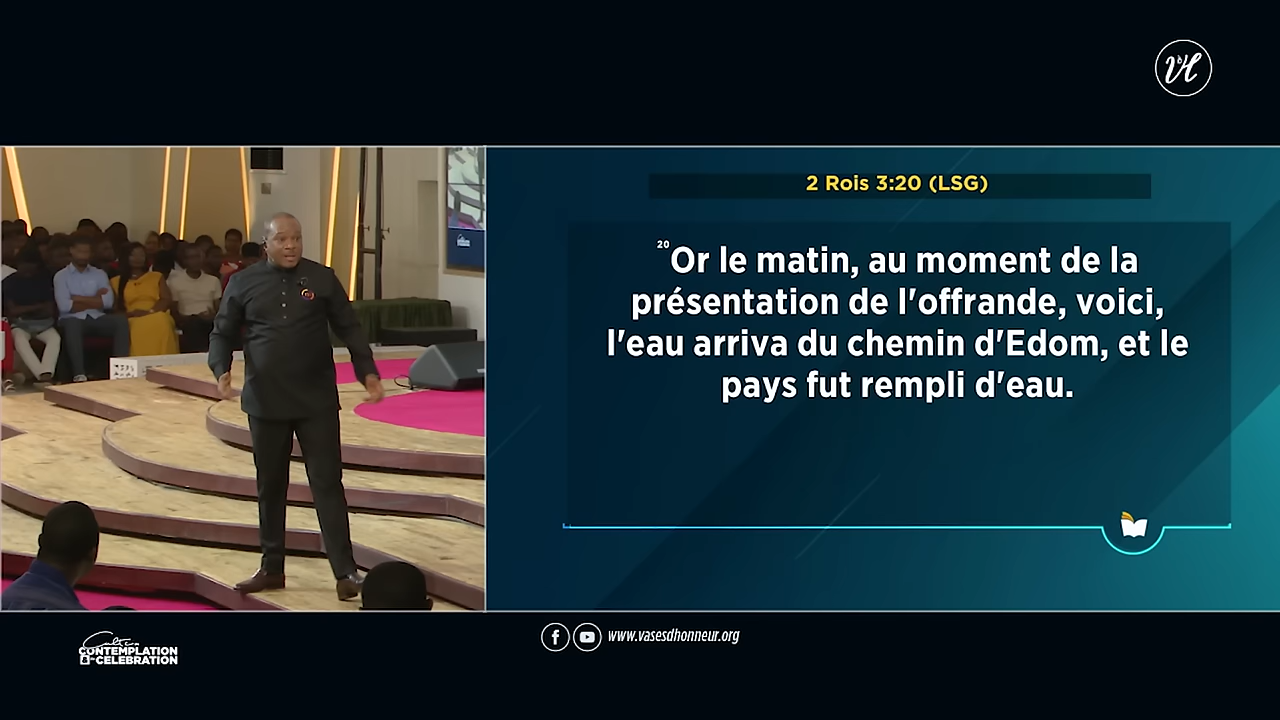 VH
2 Rois 3:20 (LSG)
20 Or le matin, au moment de la
présentation de l'offrande, voici,
l'eau arriva du chemin d'Edom, et le
pays fut rempli d'eau.
CONTEMPLATION
&-CELEBRATION
www.vasesdhonneur.org